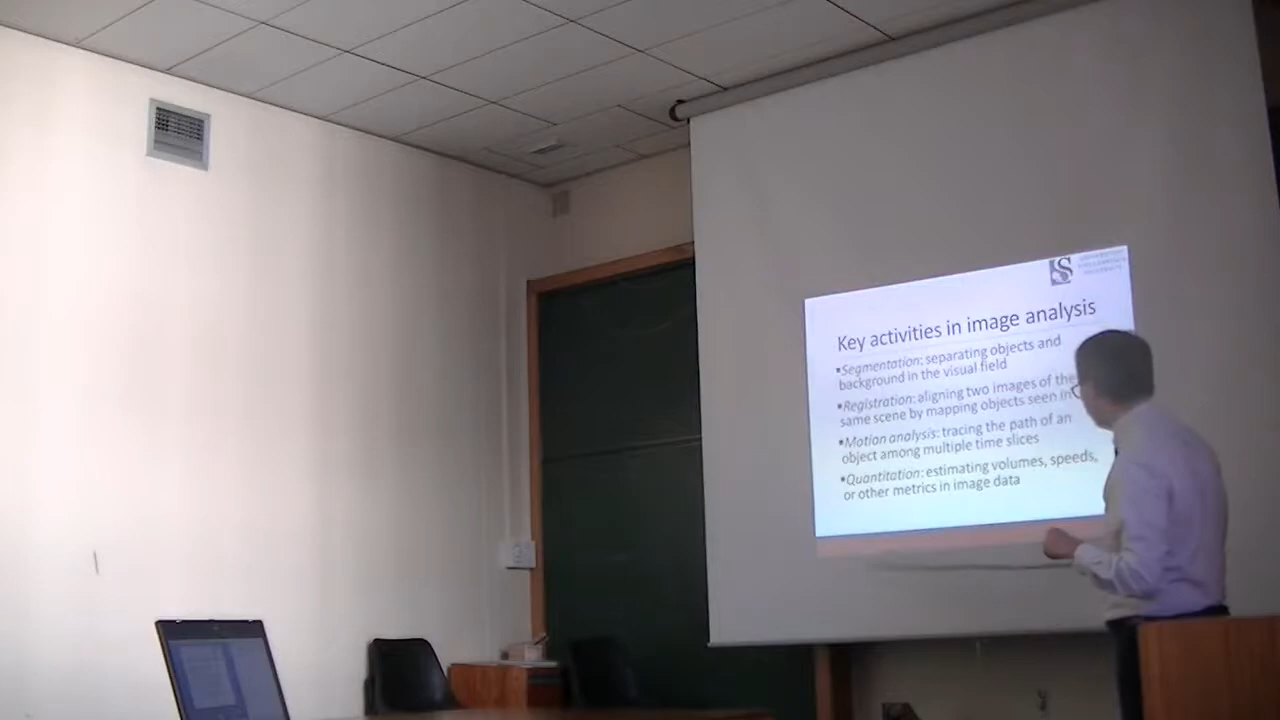 Key activities in image analysis
▪Segmentation: separating objects and
background in the visual field
▪Registration: aligning two images of the
same scene by mapping objects seen in
▪Motion analysis: tracing the path of an
object among multiple time slices
▪Quantitation: estimating volumes, speeds,
or other metrics in image data